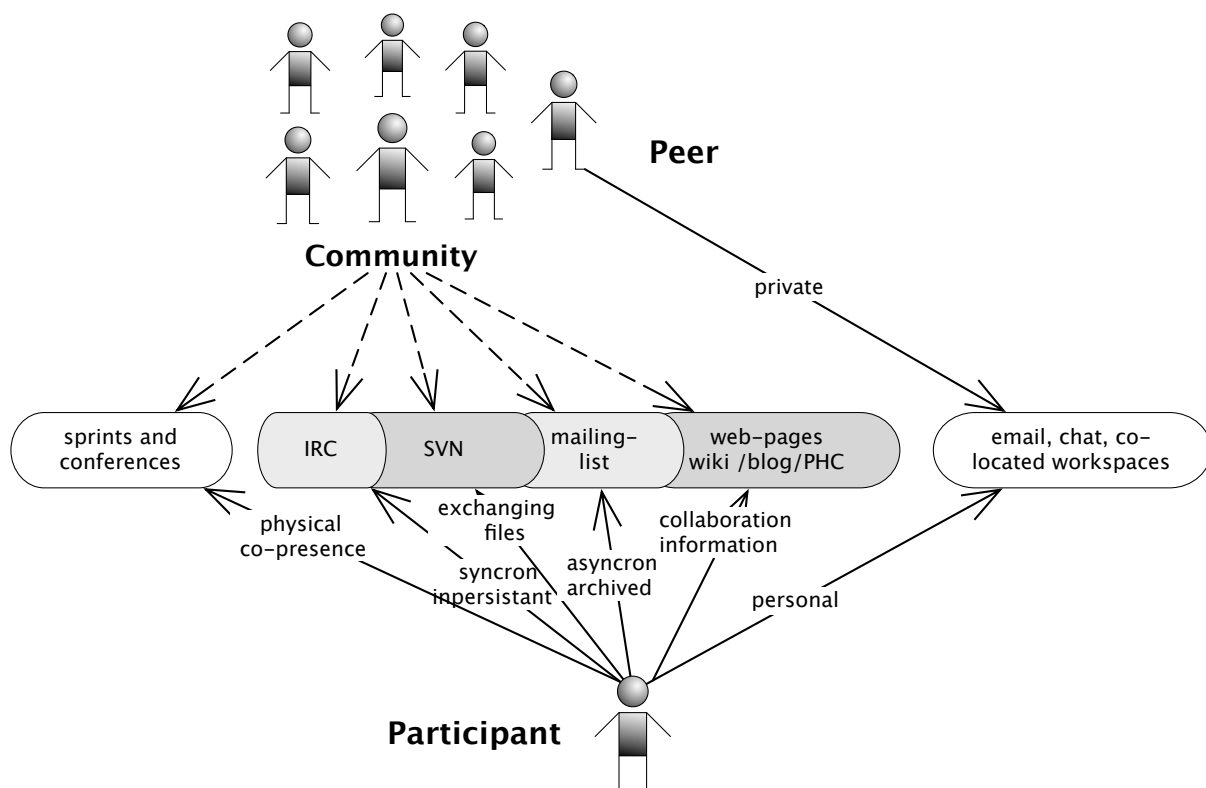 Peer
Community
private
sprints and
conferences
IRC
SVN
mailing-
list
web-pages
wiki /blog/PHC
email, chat, co-
located workspaces
physical
co-presence
exchanging
files
syncron
inpersistant
asyncron
archived
collaboration
information
personal
Participant